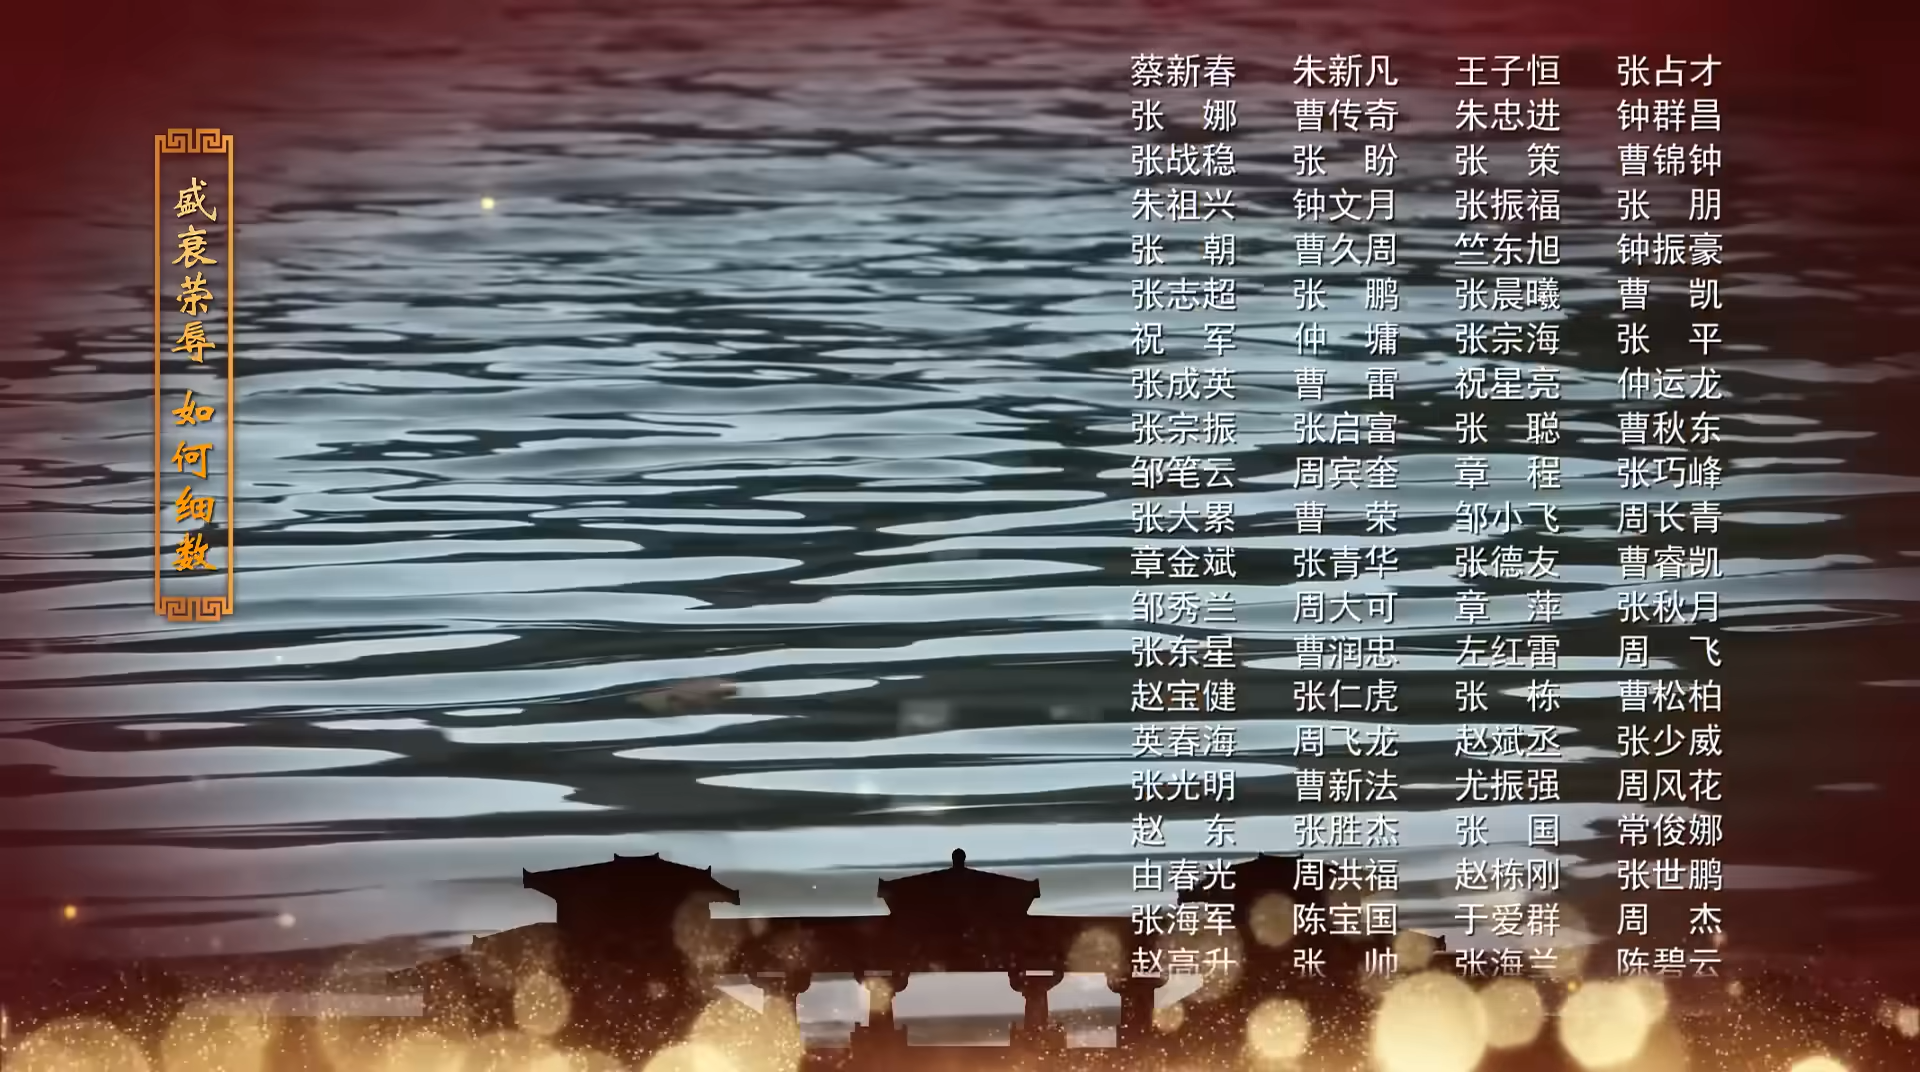 盛衰荣辱 如何细数
蔡新春 朱新凡 王子恒 张占才
张　娜 曹传奇 朱忠进 钟群昌
张战稳 张　盼 张　策 曹锦钟
朱祖兴 钟文月 张振福 张　朋
张　朝 曹久周 竺东旭 钟振豪
张志超 张　鹏 张晨曦 曹　凯
祝　军 仲　墉 张宗海 张　平
张成英 曹　雷 祝星亮 仲运龙
张宗振 张启富 张　聪 曹秋东
邹笔云 周宾奎 章　程 张巧峰
张大累 曹　荣 邹小飞 周长青
章金斌 张青华 张德友 曹睿凯
邹秀兰 周大可 章　萍 张秋月
张东星 曹润忠 左红雷 周　飞
赵宝健 张仁虎 张　栋 曹松柏
英春海 周飞龙 赵斌丞 张少威
张光明 曹新法 尤振强 周风花
赵　东 张胜杰 张　国 常俊娜
由春光 周洪福 赵栋刚 张世鹏
张海军 陈宝国 于爱群 周　杰
赵高升 张　帅 张海兰 陈碧云